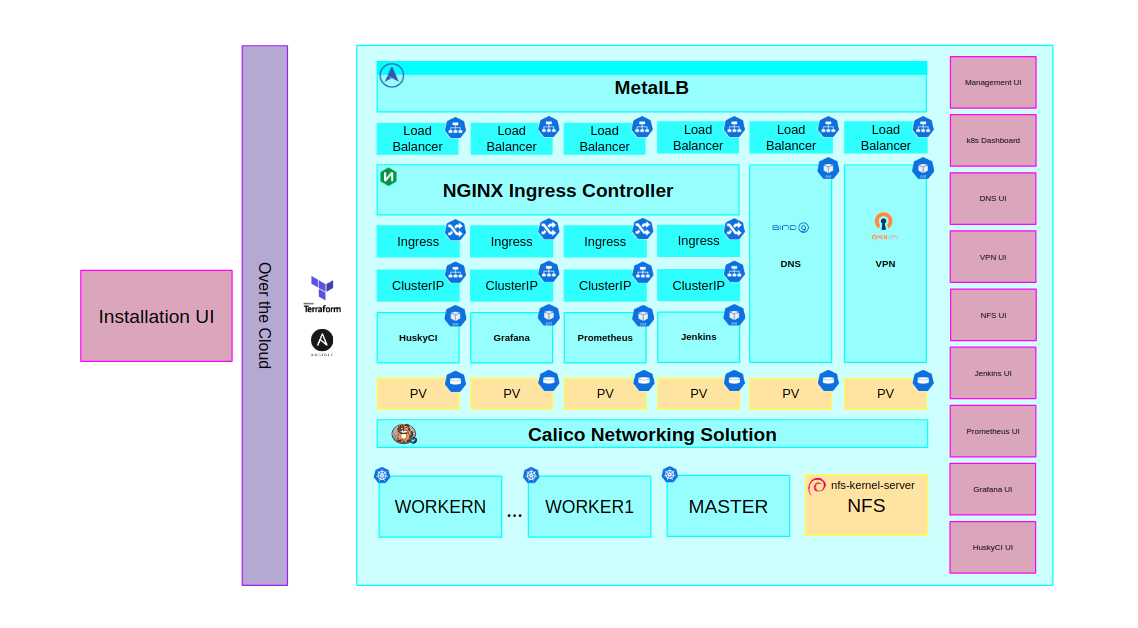 MetalLB
Management UI
Load
Balancer
Load
Balancer
Load
Balancer
Load
Balancer
Load
Balancer
Load
Balancer
k8s Dashboard
NGINX Ingress Controller
DNS UI
BIND9
DNS
VPN
Ingress
Ingress
Ingress
Ingress
VPN UI
Installation UI
Over the Cloud
Terraform
ANSIBLE
ClusterIP
ClusterIP
ClusterIP
ClusterIP
NFS UI
HuskyCI
Grafana
Prometheus
Jenkins
Jenkins UI
PV
PV
PV
PV
PV
PV
Calico Networking Solution
Prometheus UI
WORKERN
...
WORKER1
MASTER
nfs-kernel-server
NFS
Grafana UI
HuskyCI UI